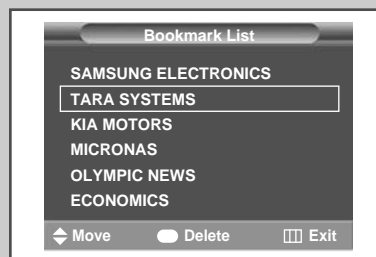 Bookmark List
SAMSUNG ELECTRONICS
TARA SYSTEMS
KIA MOTORS
MICRONAS
OLYMPIC NEWS
ECONOMICS
Move Delete Exit